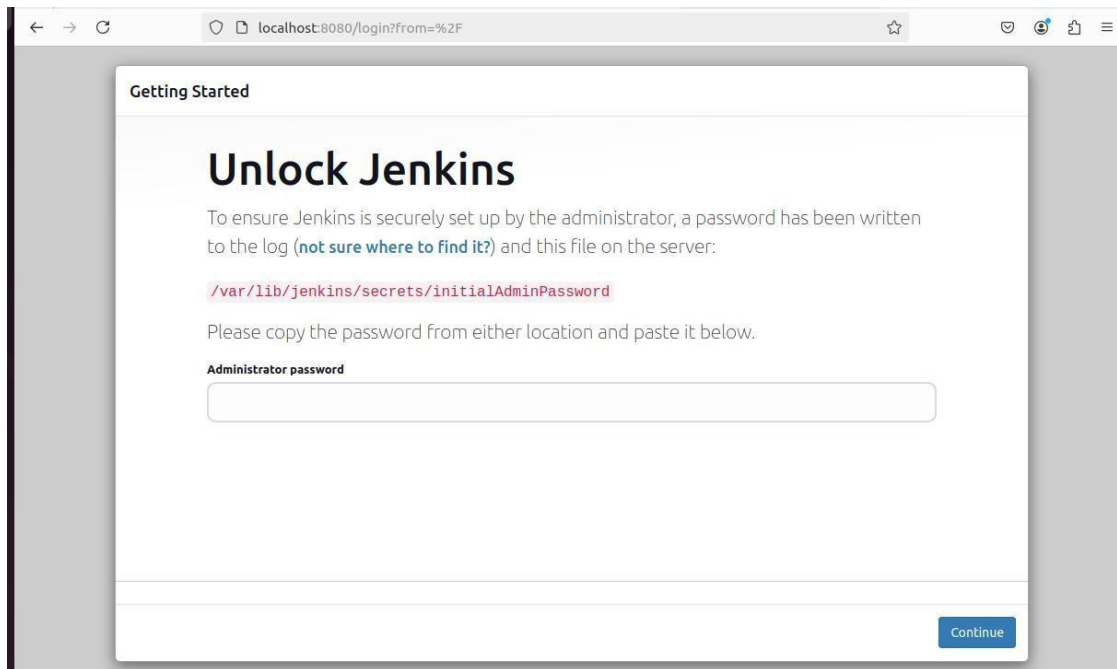 localhost:8080/login?from=%2F
Getting Started
Unlock Jenkins
To ensure Jenkins is securely set up by the administrator, a password has been written
to the log (not sure where to find it?) and this file on the server:
/var/lib/jenkins/secrets/initialAdminPassword
Please copy the password from either location and paste it below.
Administrator password
Continue